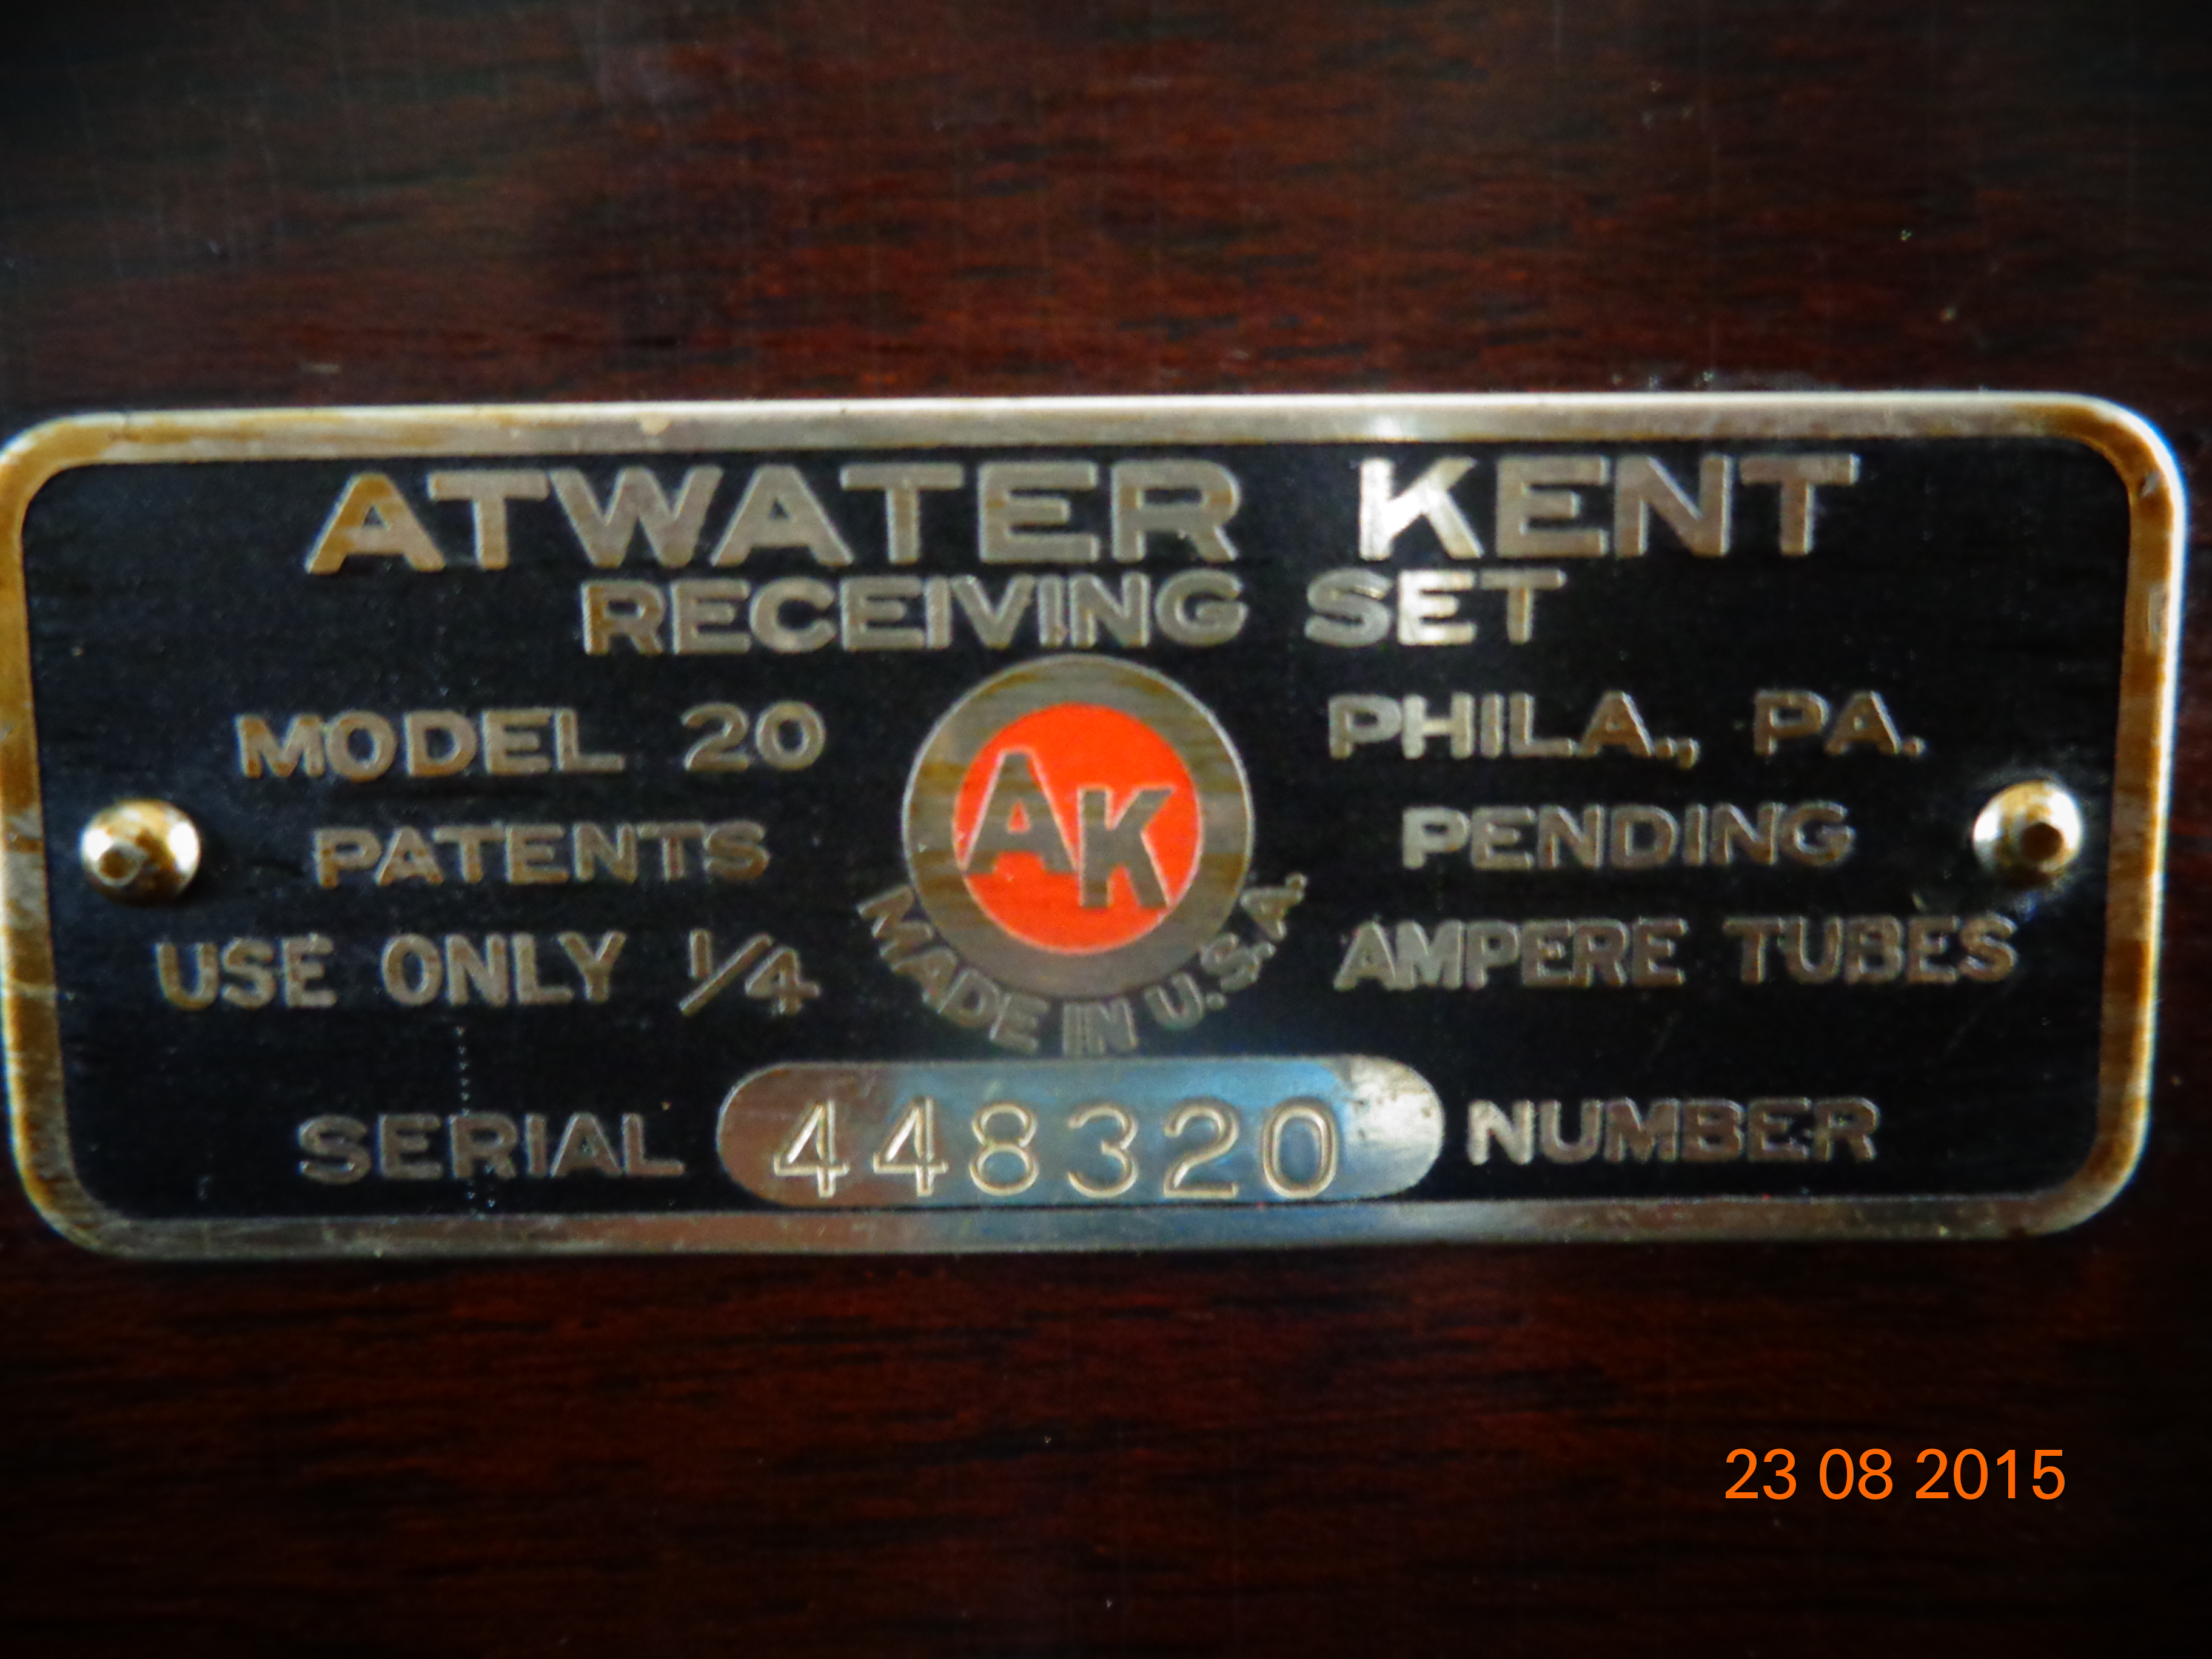 ATWATER KENT
RECEIVING SET
MODEL 20 PHILA., PA.
AK
PATENTS PENDING
USE ONLY 1/4 AMPERE TUBES
MADE IN U.S.A.
SERIAL 448320 NUMBER
23 08 2015